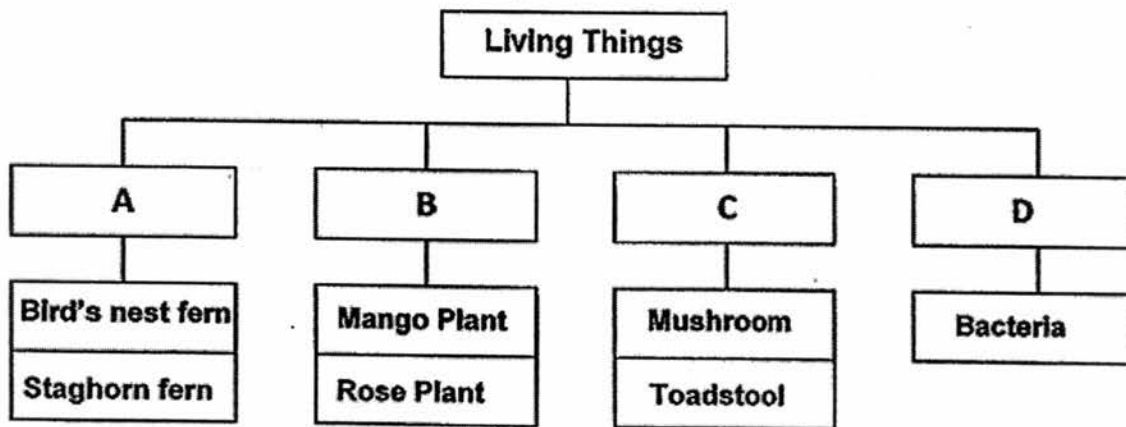 Living Things
A
B
C
D
Bird's nest fern
Staghorn fern
Mango Plant
Rose Plant
Mushroom
Toadstool
Bacteria